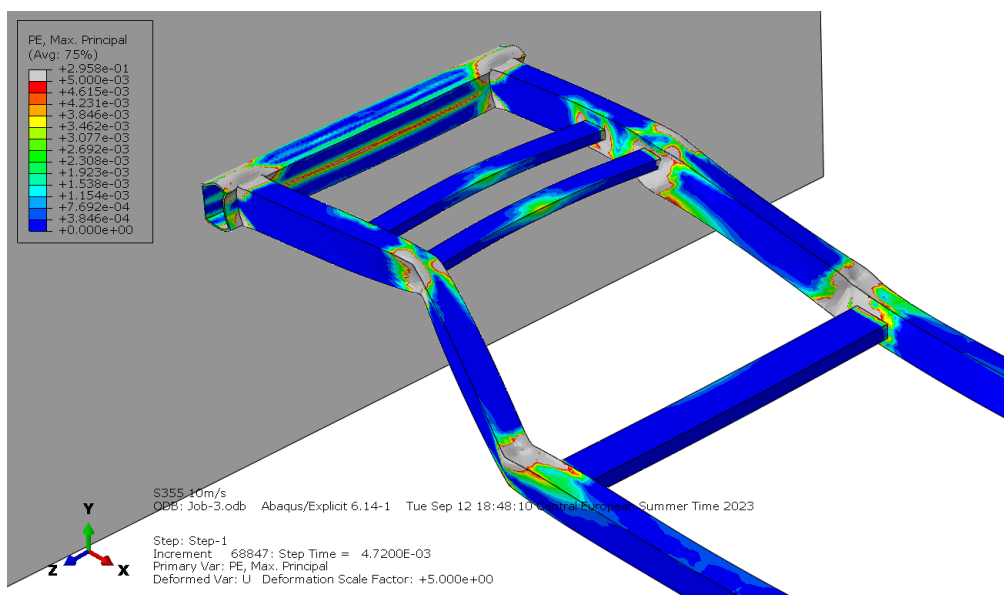 PE, Max. Principal
(Avg: 75%)
+2.958e-01
+5.000e-03
+4.615e-03
+4.231e-03
+3.846e-03
+3.462e-03
+3.077e-03
+2.692e-03
+2.308e-03
+1.923e-03
+1.538e-03
+1.154e-03
+7.692e-04
+3.846e-04
+0.000e+00
S355 10m/s
ODB: Job-3.odb Abaqus/Explicit 6.14-1 Tue Sep 12 18:48:10 Central European Summer Time 2023
Y
Z
X
Step: Step-1
Increment 68847: Step Time = 4.7200E-03
Primary Var: PE, Max. Principal
Deformed Var: U Deformation Scale Factor: +5.000e+00